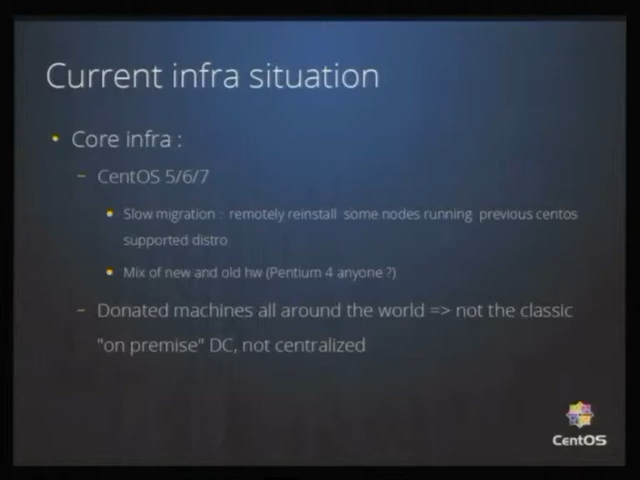 Current infra situation
• Core infra :
– CentOS 5/6/7
• Slow migration : remotely reinstall some nodes running previous centos
supported distro
• Mix of new and old hw (Pentium 4 anyone ?)
– Donated machines all around the world => not the classic
"on premise" DC, not centralized
CentOS